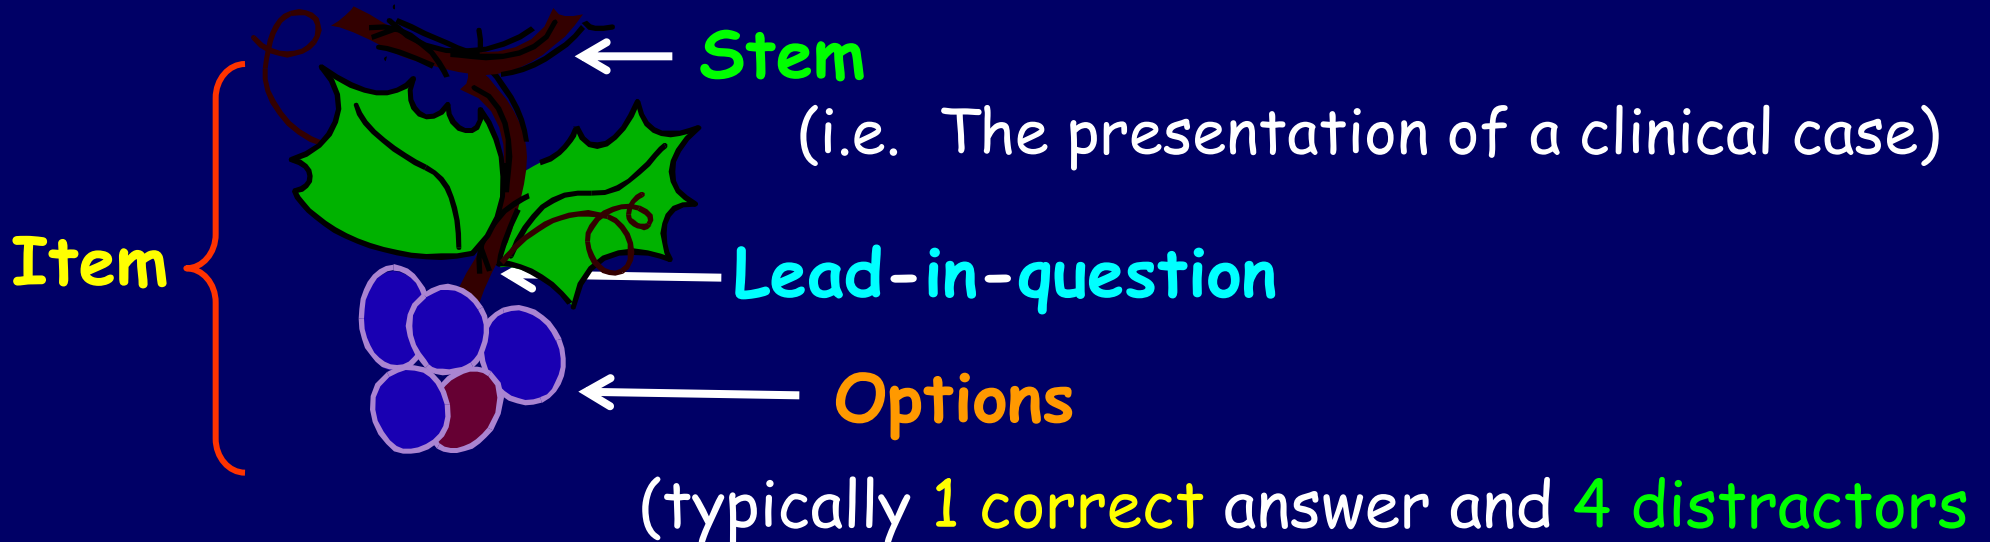 Stem
(i.e. The presentation of a clinical case)
Item
Lead-in-question
Options
(typically 1 correct answer and 4 distractors